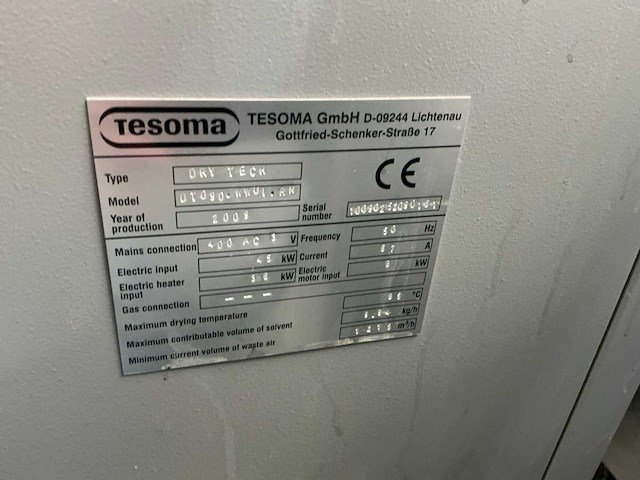 Tesoma TESOMA GmbH D-09244 Lichtenau
Gottfried-Schenker-Straße 17
Type DRY TECH CE
Model
Year of production Serial number
Mains connection 400 AC 3 V Frequency 50 Hz
Electric input 45 kW Current A
Electric heater input kW Electric motor input kW
Gas connection ---
Maximum drying temperature °C
Maximum contributable volume of solvent kg/h
Minimum current volume of waste air m³/h